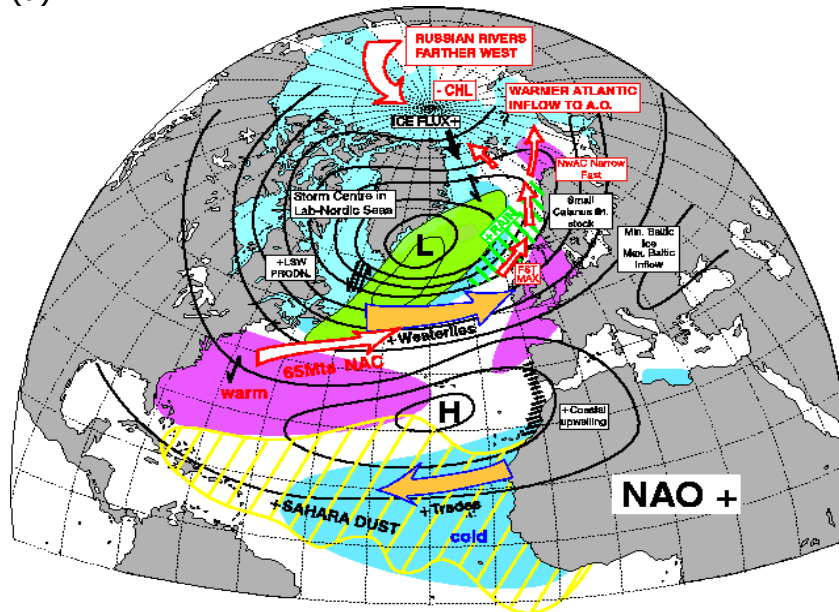 RUSSIAN RIVERS
FARTHER WEST
- CHL
WARMER ATLANTIC
INFLOW TO A.O.
ICE FLUX+
?
NwAC Narrow,
Fast
Storm Centre in
Lab-Nordic Seas
Small
Calanus fin.
stock
+RAIN
Min. Baltic
Ice
Max. Baltic
Inflow
L
+LSW
PRODN.
FST
MAX
+Westerlies
65Mts NAC
warm
H
+Coastal
upwelling
NAO +
+SAHARA DUST
+Trades
cold